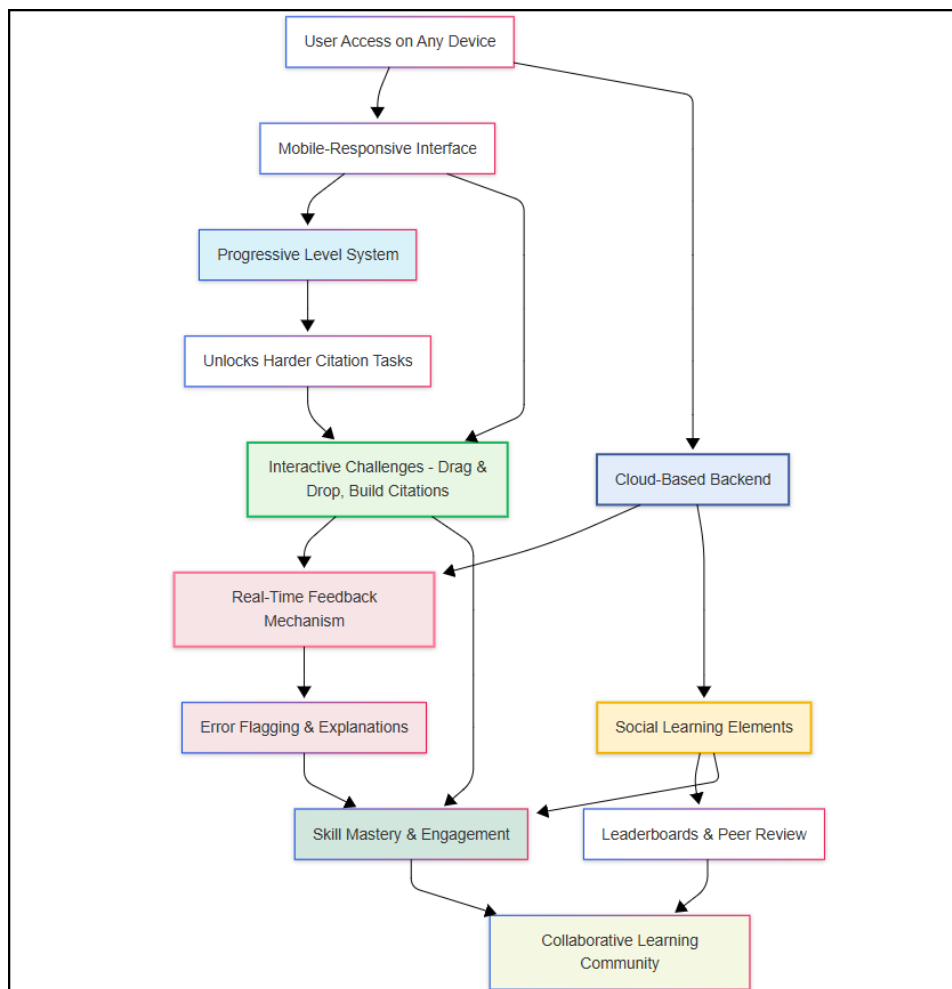 User Access on Any Device
Mobile-Responsive Interface
Progressive Level System
Unlocks Harder Citation Tasks
Interactive Challenges - Drag &
Drop, Build Citations
Cloud-Based Backend
Real-Time Feedback
Mechanism
Error Flagging & Explanations
Social Learning Elements
Skill Mastery & Engagement
Leaderboards & Peer Review
Collaborative Learning
Community